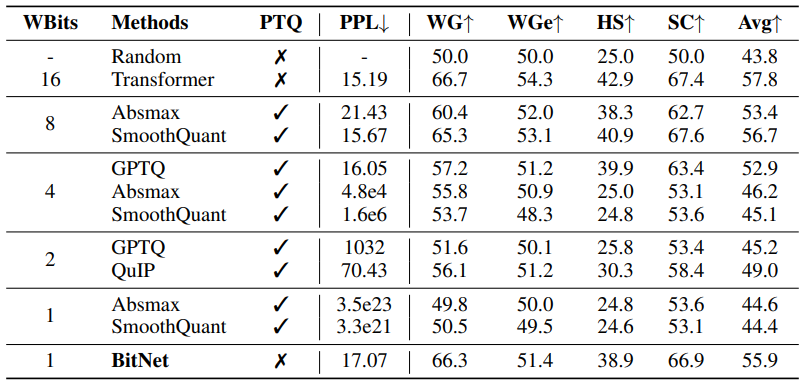 WBits Methods PTQ PPL↓ WG↑ WGe↑ HS↑ SC↑ Avg↑
- Random ✗ - 50.0 50.0 25.0 50.0 43.8
16 Transformer ✗ 15.19 66.7 54.3 42.9 67.4 57.8
8
Absmax ✓ 21.43 60.4 52.0 38.3 62.7 53.4
SmoothQuant ✓ 15.67 65.3 53.1 40.9 67.6 56.7
4
GPTQ ✓ 16.05 57.2 51.2 39.9 63.4 52.9
Absmax ✓ 4.8e4 55.8 50.9 25.0 53.1 46.2
SmoothQuant ✓ 1.6e6 53.7 48.3 24.8 53.6 45.1
2
GPTQ ✓ 1032 51.6 50.1 25.8 53.4 45.2
QuIP ✓ 70.43 56.1 51.2 30.3 58.4 49.0
1
Absmax ✓ 3.5e23 49.8 50.0 24.8 53.6 44.6
SmoothQuant ✓ 3.3e21 50.5 49.5 24.6 53.1 44.4
1 BitNet ✗ 17.07 66.3 51.4 38.9 66.9 55.9